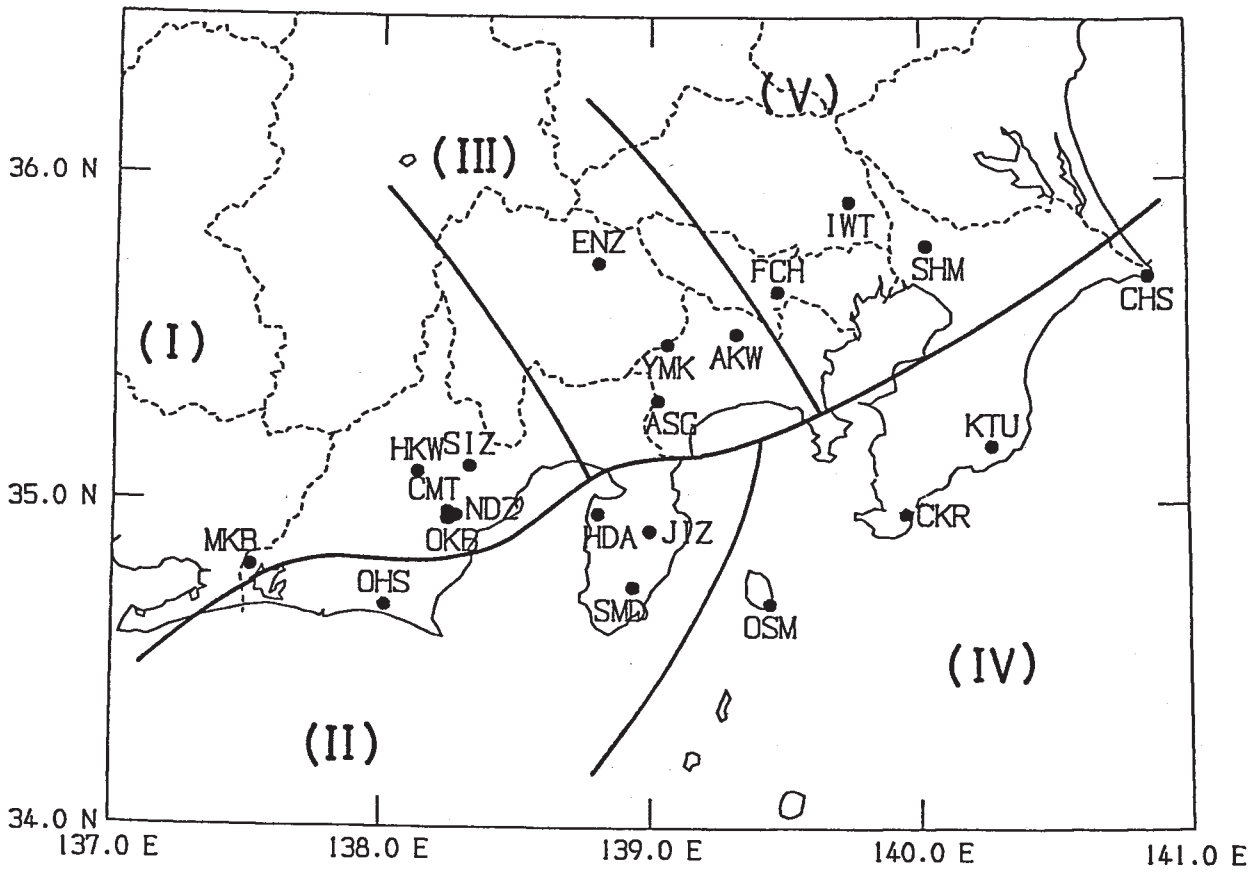 (V)
(III)
36.0 N
IWT
ENZ
FCH
SHM
CHS
(I)
YMK
AKW
ASG
KTU
HKW
SIZ
CMT
35.0 N
NDZ
CKR
OKB
HDA
JIZ
MKB
OHS
SMD
OSM
(IV)
(II)
34.0 N
137.0 E
138.0 E
139.0 E
140.0 E
141.0 E